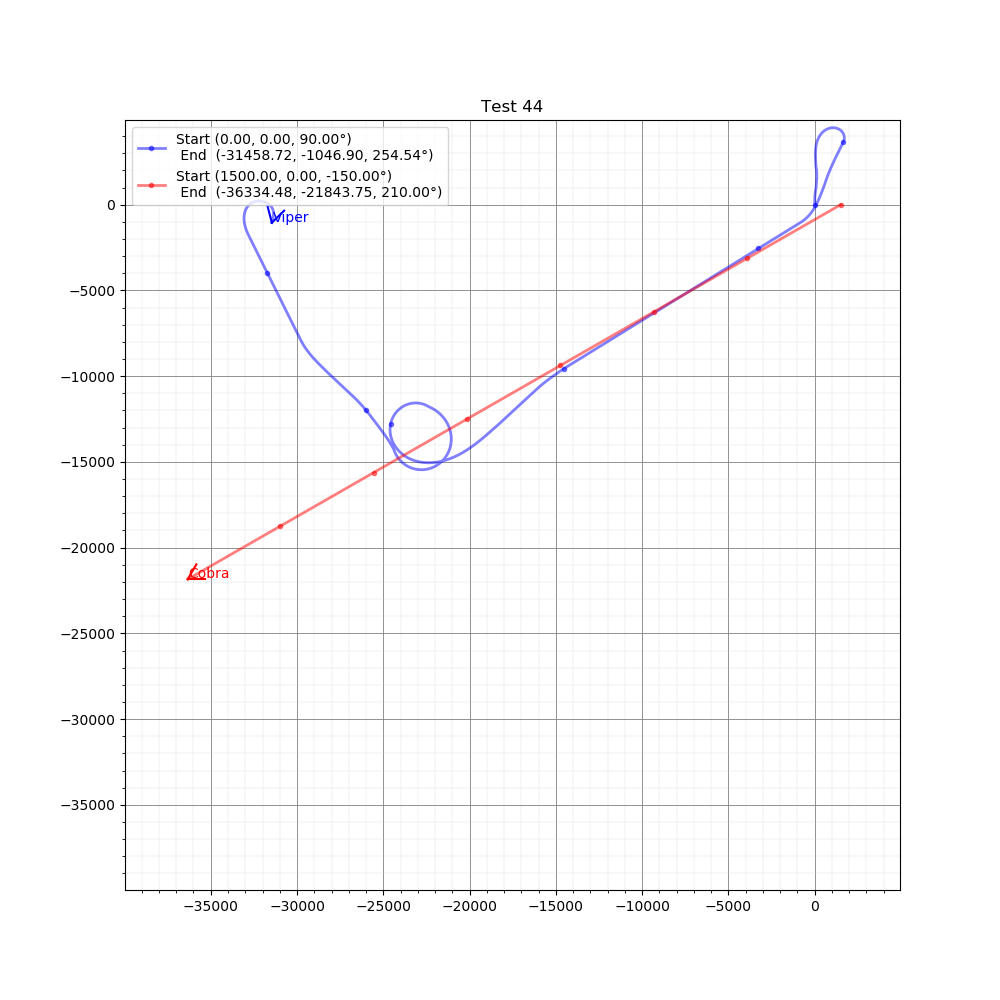 Test 44
Start (0.00, 0.00, 90.00°)
End  (-31458.72, -1046.90, 254.54°)
Start (1500.00, 0.00, -150.00°)
End  (-36334.48, -21843.75, 210.00°)
Viper
Cobra
0
−5000
−10000
−15000
−20000
−25000
−30000
−35000
−35000 −30000 −25000 −20000 −15000 −10000 −5000 0